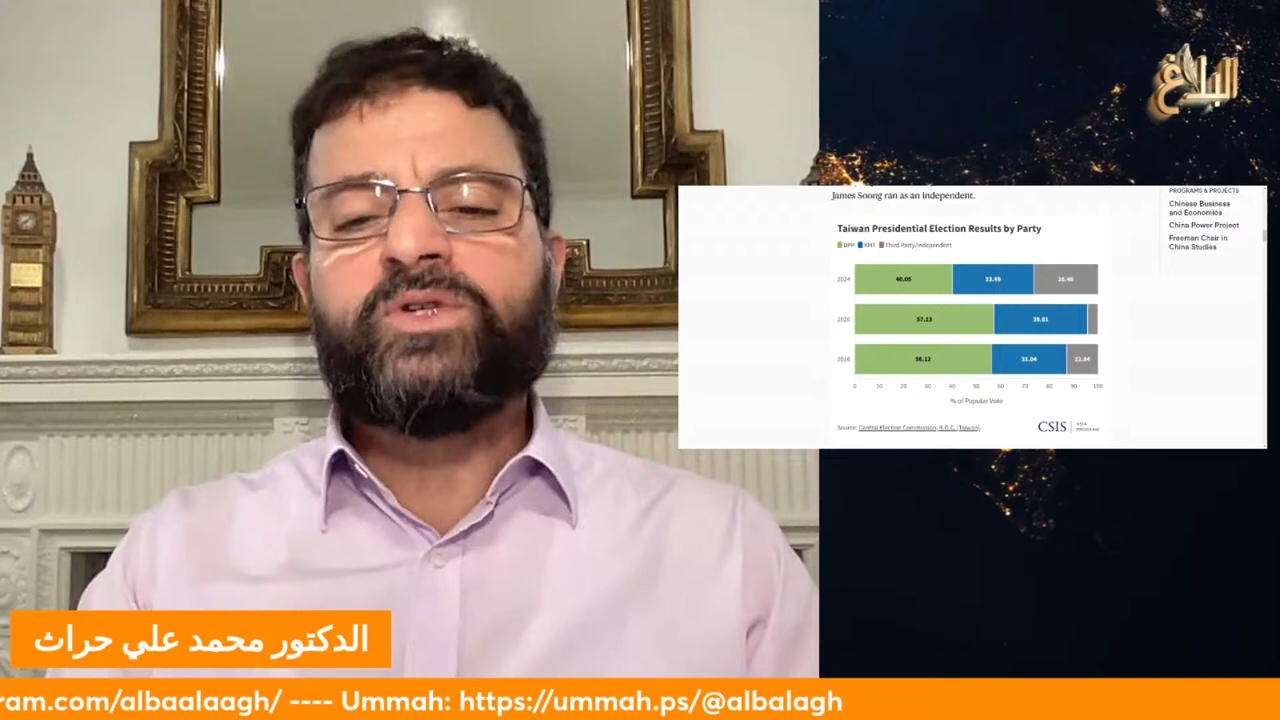 البلاغ
James Soong ran as an independent.
PROGRAMS & PROJECTS
Chinese Business
and Economics
China Power Project
Freeman Chair in
China Studies
Taiwan Presidential Election Results by Party
DPP KMT Third Party/Independent
2024 40.05 33.49 26.46
2020 57.13 38.61
2016 56.12 31.04 12.84
0 10 20 30 40 50 60 70 80 90 100
% of Popular Vote
Source: Central Election Commission, R.O.C. (Taiwan).
CSIS ASIA
PROGRAM
الدكتور محمد علي حراث
ram.com/albaalaagh/ ---- Ummah: https://ummah.ps/@albalagh